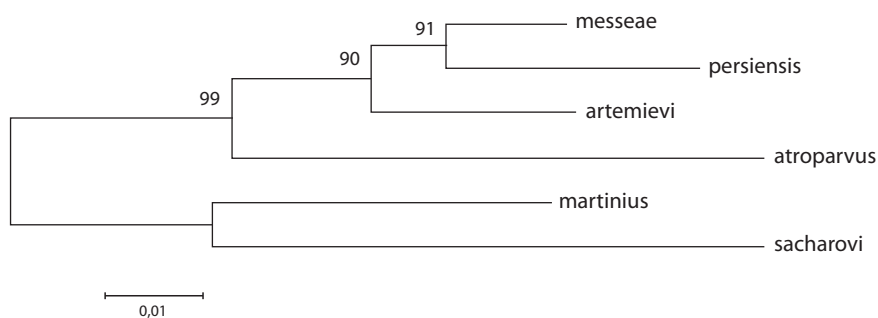 91
messeae
90
persiensis
99
artemievi
atroparvus
martinius
sacharovi
0,01